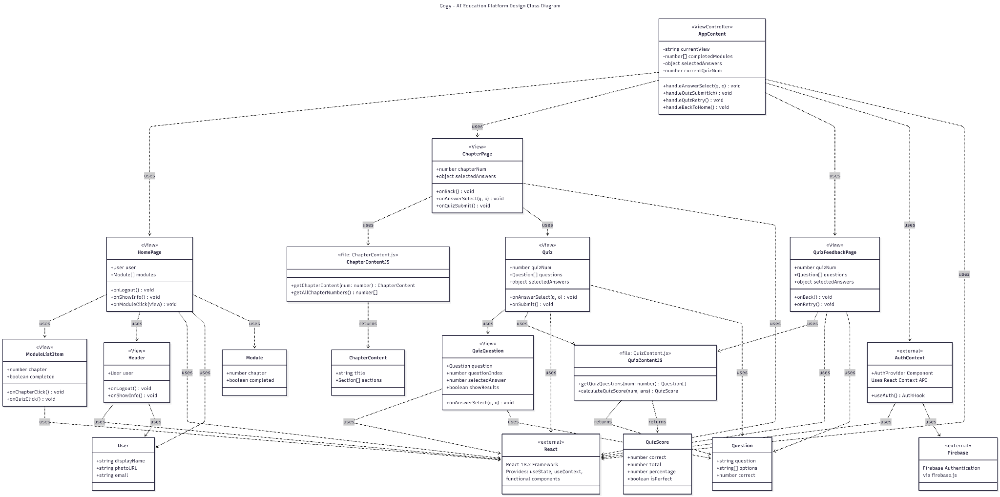 Gogy - AI Education Platform Design Class Diagram
«ViewController»
AppContent
-string currentView
-number[] completedModules
-object selectedAnswers
-number currentQuizNum
+handleAnswerSelect(q, o) : void
+handleQuizSubmit(ch) : void
+handleQuizRetry() : void
+handleBackToHome() : void
uses
«View»
ChapterPage
+number chapterNum
+object selectedAnswers
+onBack() : void
+onAnswerSelect(q, o) : void
+onQuizSubmit() : void
uses
uses
uses
uses
uses
uses
«View»
HomePage
+User user
+Module[] modules
+onLogout() : void
+onShowInfo() : void
+onModuleClick(view) : void
«file: ChapterContent.js»
ChapterContentJS
+getChapterContent(num: number) : ChapterContent
+getAllChapterNumbers() : number[]
«View»
Quiz
+number quizNum
+Question[] questions
+object selectedAnswers
+onAnswerSelect(q, o) : void
+onSubmit() : void
«View»
QuizFeedbackPage
+number quizNum
+Question[] questions
+object selectedAnswers
+onBack() : void
+onRetry() : void
uses
uses
uses
uses
returns
uses
uses
uses
uses
«View»
ModuleListItem
+number chapter
+boolean completed
+onChapterClick() : void
+onQuizClick() : void
«View»
Header
+User user
+onLogout() : void
+onShowInfo() : void
uses
uses
Module
+number chapter
+boolean completed
ChapterContent
+string title
+Section[] sections
«View»
QuizQuestion
+Question question
+number questionIndex
+number selectedAnswer
+boolean showResults
+onAnswerSelect(q, o) : void
uses
«file: QuizContent.js»
QuizContentJS
+getQuizQuestions(num: number) : Question[]
+calculateQuizScore(num, ans) : QuizScore
uses
uses
uses
«external»
AuthContext
+AuthProvider Component
Uses React Context API
+useAuth() : AuthHook
uses
uses
uses
uses
uses
returns
returns
uses
uses
User
+string displayName
+string photoURL
+string email
«external»
React
React 18.x Framework
Provides: useState, useContext,
functional components
QuizScore
+number correct
+number total
+number percentage
+boolean isPerfect
Question
+string question
+string[] options
+number correct
«external»
Firebase
Firebase Authentication
via firebase.js